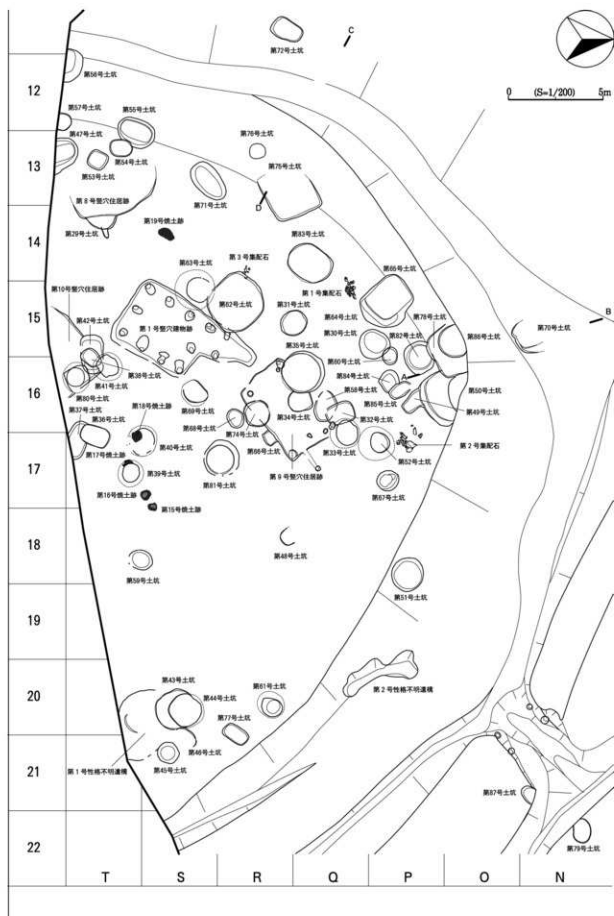 C
第72号土坑
0 (S=1/200) 5m
12
第56号土坑
第57号土坑
第55号土坑
第47号土坑
第54号土坑
第76号土坑
13
第53号土坑
第75号土坑
第8号竪穴住居跡
第71号土坑
D
第29号土坑
第19号焼土跡
第83号土坑
14
第3号集配石
第63号土坑
第1号集配石
第65号土坑
第10号竪穴住居跡
第62号土坑
第31号土坑
第64号土坑
第78号土坑
15
第42号土坑
第1号竪穴建物跡
第30号土坑
第82号土坑
第86号土坑
第70号土坑
B
第35号土坑
第60号土坑
第38号土坑
第84号土坑
A
第41号土坑
第58号土坑
第50号土坑
16
第80号土坑
第69号土坑
第34号土坑
第85号土坑
第49号土坑
第37号土坑
第18号焼土跡
第68号土坑
第32号土坑
第36号土坑
第40号土坑
第74号土坑
第33号土坑
第52号土坑
第2号集配石
17
第17号焼土跡
第66号土坑
第39号土坑
第81号土坑
第9号竪穴住居跡
第67号土坑
第16号焼土跡
第15号焼土跡
18
第48号土坑
第59号土坑
第51号土坑
19
第43号土坑
第61号土坑
第2号性格不明遺構
20
第44号土坑
第77号土坑
第46号土坑
第1号性格不明遺構
第45号土坑
21
第87号土坑
22
第79号土坑
T S R Q P O N